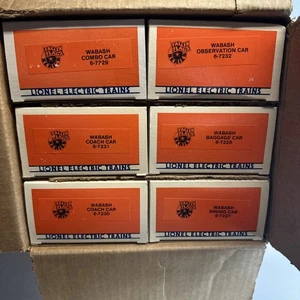 WABASH
COMBO CAR
6-7729
LIONEL ELECTRIC TRAINS
WABASH
OBSERVATION CAR
6-7232
LIONEL ELECTRIC TRAINS
WABASH
COACH CAR
6-7231
LIONEL ELECTRIC TRAINS
WABASH
BAGGAGE CAR
6-7228
LIONEL ELECTRIC TRAINS
WABASH
COACH CAR
6-7230
LIONEL ELECTRIC TRAINS
WABASH
DINING CAR
6-7227
LIONEL ELECTRIC TRAINS